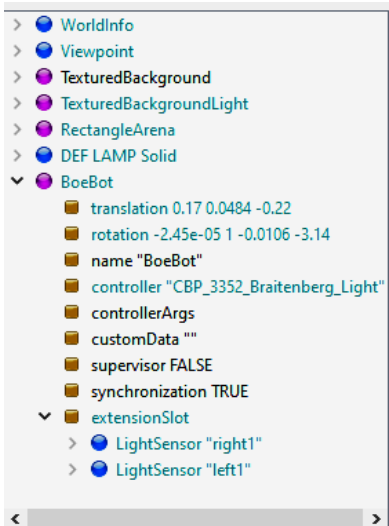 WorldInfo
Viewpoint
TexturedBackground
TexturedBackgroundLight
RectangleArena
DEF LAMP Solid
BoeBot
translation 0.17 0.0484 -0.22
rotation -2.45e-05 1 -0.0106 -3.14
name "BoeBot"
controller "CBP_3352_Braitenberg_Light"
controllerArgs
customData ""
supervisor FALSE
synchronization TRUE
extensionSlot
LightSensor "right1"
LightSensor "left1"